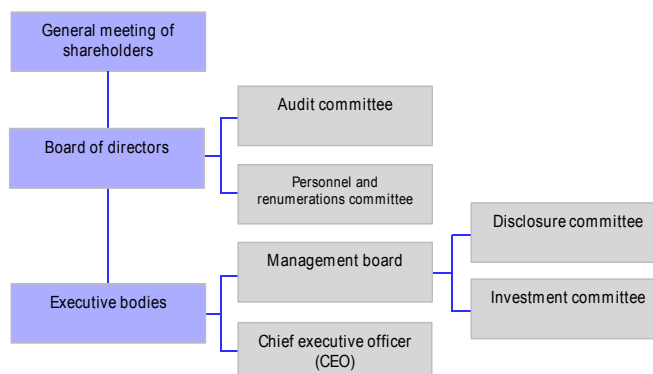 General meeting of
shareholders
Audit committee
Board of directors
Personnel and
renumerations committee
Disclosure committee
Management board
Executive bodies
Investment committee
Chief executive officer
(CEO)